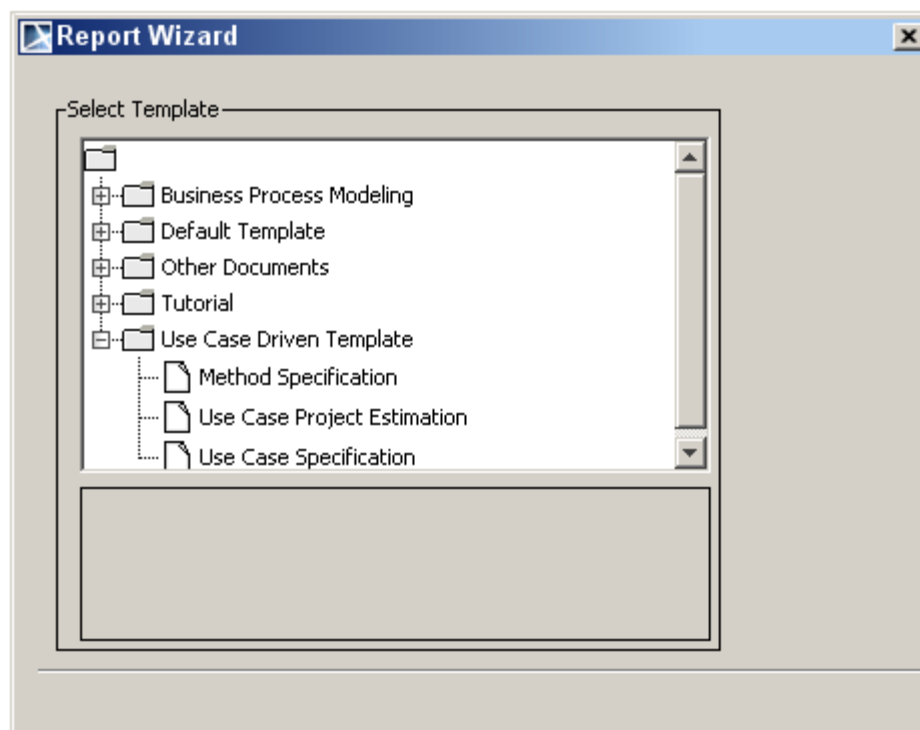 Report Wizard
Select Template
Business Process Modeling
Default Template
Other Documents
Tutorial
Use Case Driven Template
Method Specification
Use Case Project Estimation
Use Case Specification